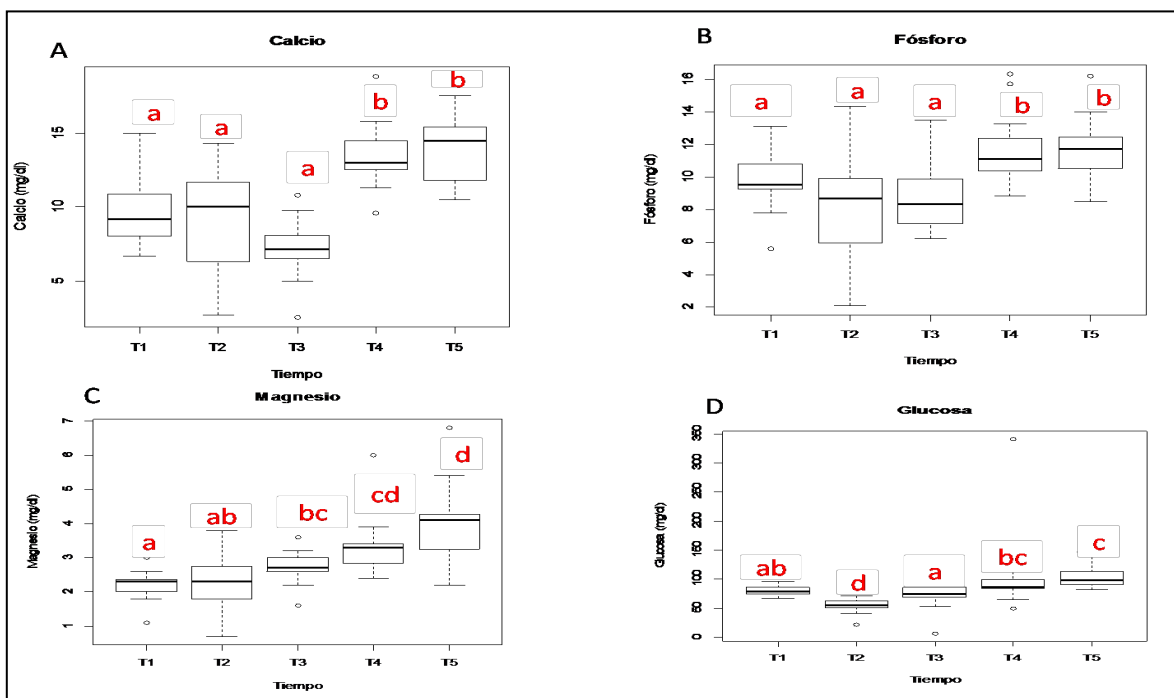 A
Calcio
Calcio (mg/dl)
15
10
5
a
a
a
b
b
T1 T2 T3 T4 T5
Tiempo
B
Fósforo
Fósforo (mg/dl)
16
14
12
10
8
6
4
2
a
a
a
b
b
T1 T2 T3 T4 T5
Tiempo
C
Magnesio
Magnesio (mg/dl)
7
6
5
4
3
2
1
a
ab
bc
cd
d
T1 T2 T3 T4 T5
Tiempo
D
Glucosa
Glucosa (mg/dl)
350
300
250
200
150
100
50
0
ab
d
a
bc
c
T1 T2 T3 T4 T5
Tiempo